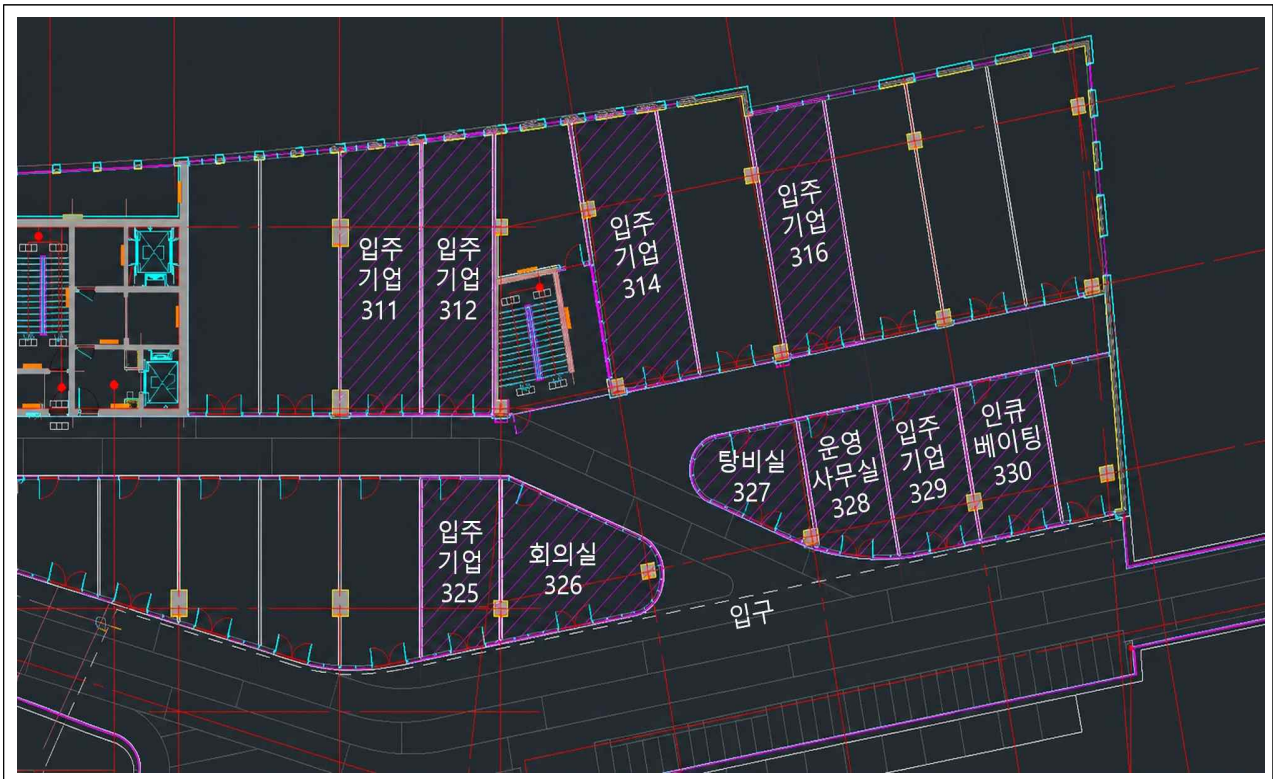 입주
기업
311
입주
기업
312
입주
기업
314
입주
기업
316
입주
기업
325
회의실
326
탕비실
327
운영
사무실
328
입주
기업
329
인큐
베이팅
330
입구